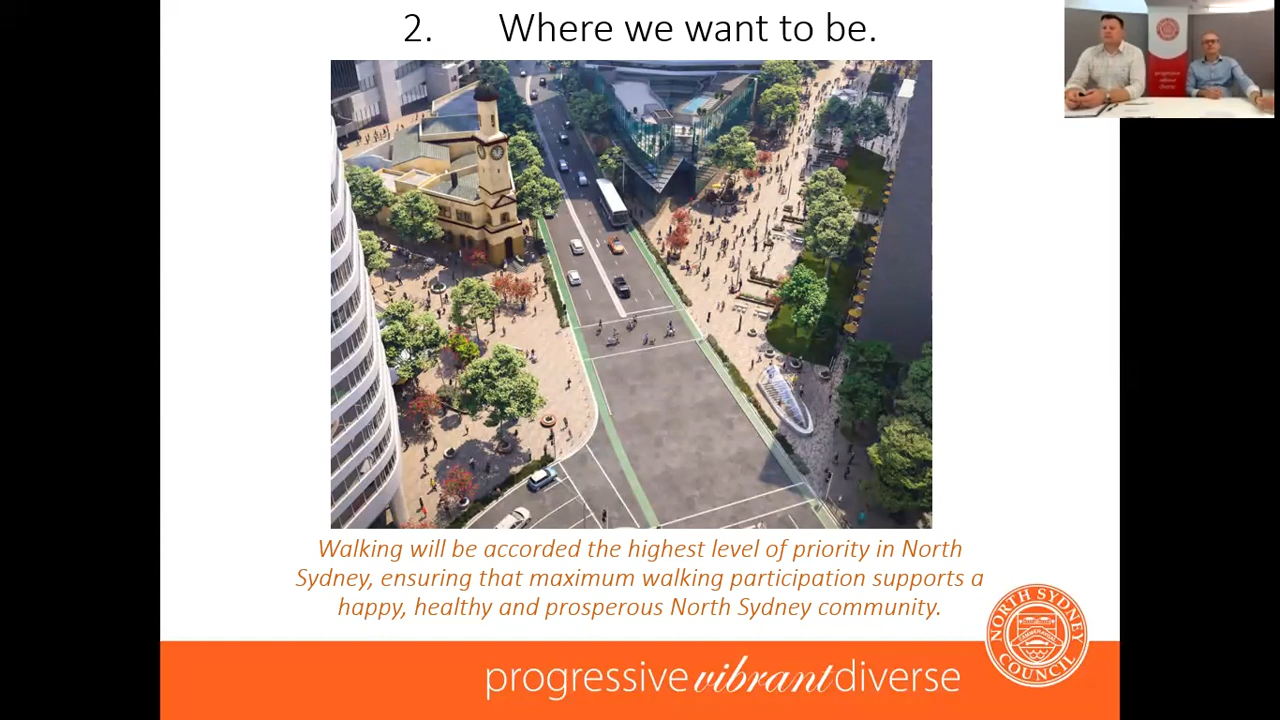 2. Where we want to be.
progressive
vibrant
diverse
Walking will be accorded the highest level of priority in North
Sydney, ensuring that maximum walking participation supports a
happy, healthy and prosperous North Sydney community.
NORTH SYDNEY
COUNCIL
progressivevibrantdiverse